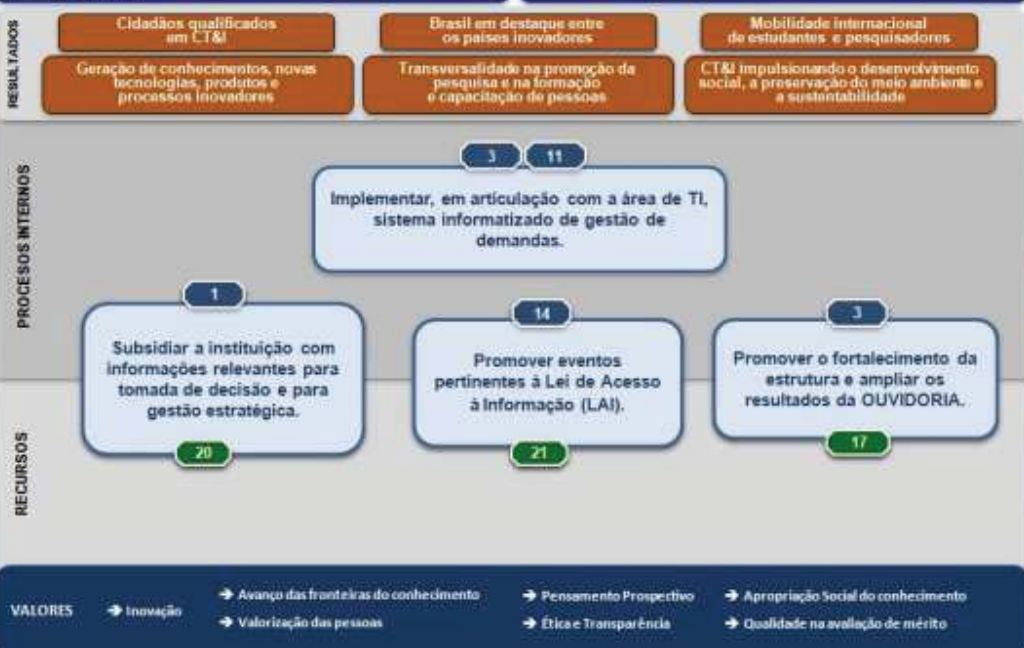 RESULTADOS
Cidadãos qualificados
em CT&I
Brasil em destaque entre
os países inovadores
Mobilidade internacional
de estudantes e pesquisadores
Geração de conhecimentos, novas
tecnologias, produtos e
processos inovadores
Transversalidade na promoção da
pesquisa e na formação
e capacitação de pessoas
CT&I impulsionando o desenvolvimento
social, a preservação do meio ambiente e
a sustentabilidade
PROCESOS INTERNOS
3 11
Implementar, em articulação com a área de TI,
sistema informatizado de gestão de
demandas.
1
Subsidiar a instituição com
informações relevantes para
tomada de decisão e para
gestão estratégica.
20
14
Promover eventos
pertinentes à Lei de Acesso
à Informação (LAI).
21
3
Promover o fortalecimento da
estrutura e ampliar os
resultados da OUVIDORIA.
17
RECURSOS
VALORES
➔ Inovação
➔ Avanço das fronteiras do conhecimento
➔ Valorização das pessoas
➔ Pensamento Prospectivo
➔ Ética e Transparência
➔ Apropriação Social do conhecimento
➔ Qualidade na avaliação de mérito